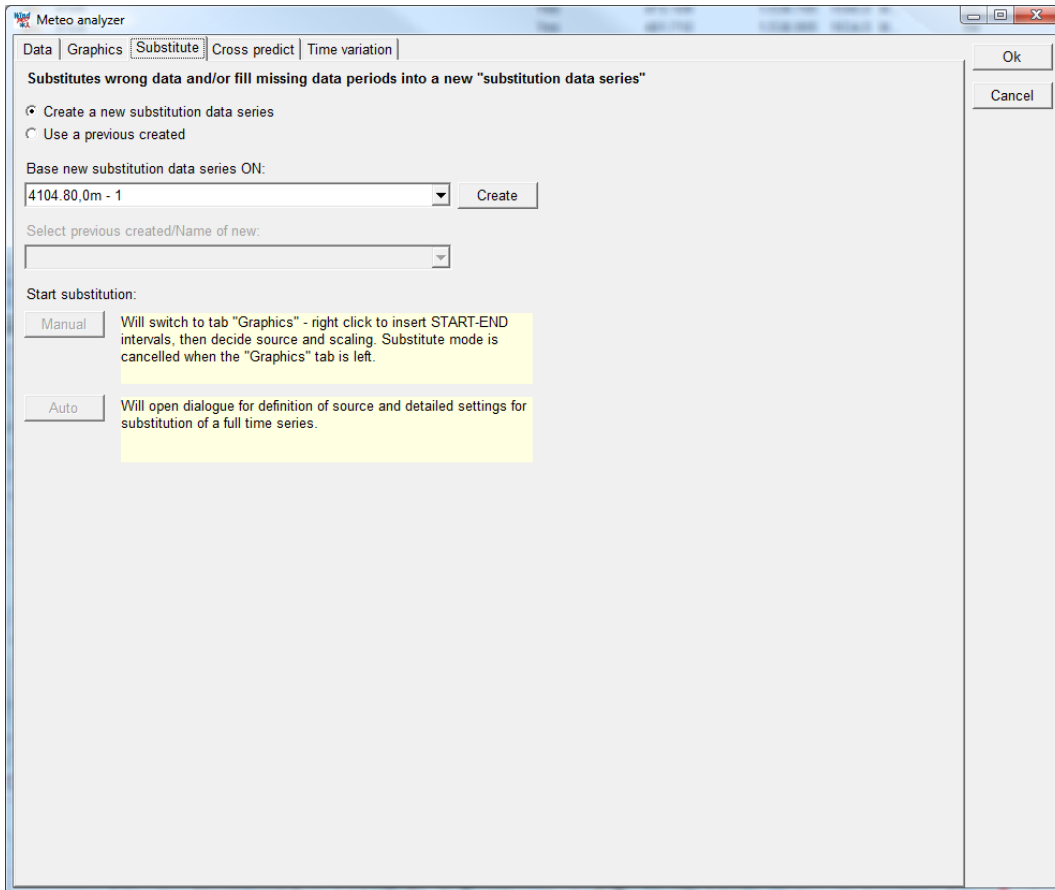 Meteo analyzer
Data Graphics Substitute Cross predict Time variation
Ok
Cancel
Substitutes wrong data and/or fill missing data periods into a new "substitution data series"
Create a new substitution data series
Use a previous created
Base new substitution data series ON:
4104.80,0m - 1
Create
Select previous created/Name of new:
Start substitution:
Manual
Will switch to tab "Graphics" - right click to insert START-END
intervals, then decide source and scaling. Substitute mode is
cancelled when the "Graphics" tab is left.
Auto
Will open dialogue for definition of source and detailed settings for
substitution of a full time series.